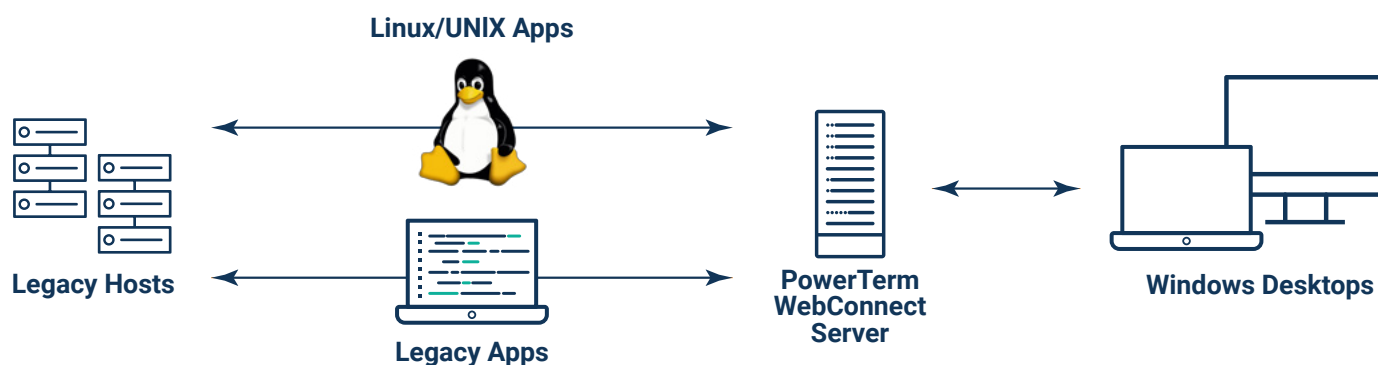 Linux/UNIX Apps
Legacy Hosts
Legacy Apps
PowerTerm
WebConnect
Server
Windows Desktops